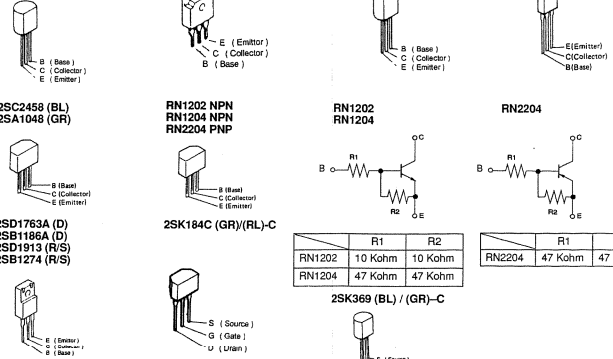 B (Base)
C (Collector)
E (Emitter)
E (Emittor)
C (Collector)
B (Base)
B (Base)
C (Collector)
E (Emitter)
E(Emitter)
C(Collector)
B(Base)
2SC2458 (BL)
2SA1048 (GR)
RN1202 NPN
RN1204 NPN
RN2204 PNP
RN1202
RN1204
RN2204
B (Base)
C (Collector)
E (Emitter)
B (Base)
C (Collector)
E (Emitter)
B R1 R2 C E
B R1 R2 C E
2SD1763A (D)
2SB1186A (D)
2SD1913 (R/S)
2SB1274 (R/S)
2SK184C (GR)/(RL)-C
R1 R2
RN1202 10 Kohm 10 Kohm
RN1204 47 Kohm 47 Kohm
R1
RN2204 47 Kohm 47
2SK369 (BL) / (GR)–C
E (Emitter)
C (Collector)
B (Base)
S (Source)
G (Gate)
D (Drain)